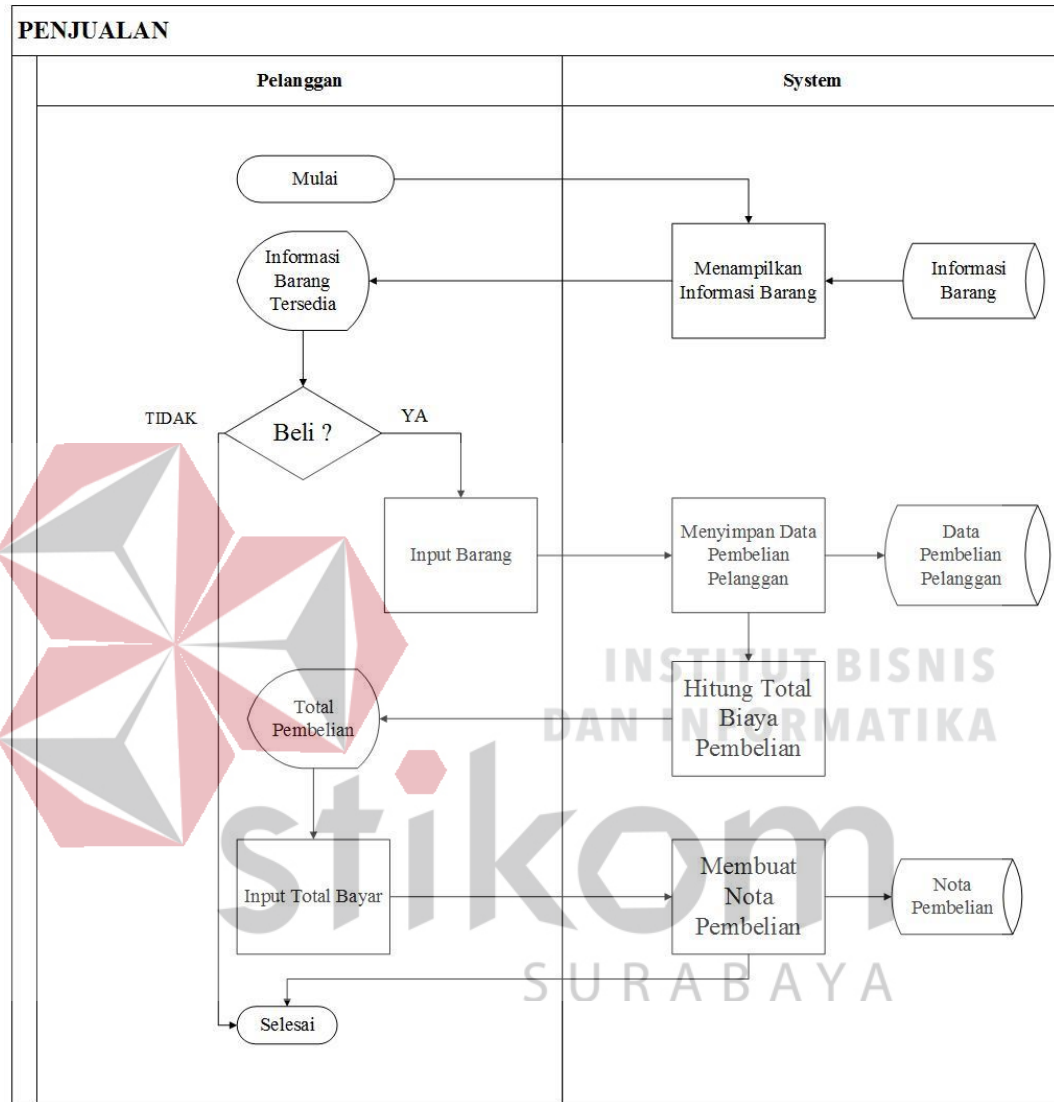 PENJUALAN
Pelanggan
System
Mulai
Informasi
Barang
Tersedia
Menampilkan
Informasi Barang
Informasi
Barang
TIDAK
Beli ?
YA
Input Barang
Menyimpan Data
Pembelian
Pelanggan
Data
Pembelian
Pelanggan
INSTITUT BISNIS
DAN INFORMATIKA
Hitung Total
Biaya
Pembelian
Total
Pembelian
stikom
SURABAYA
Input Total Bayar
Membuat
Nota
Pembelian
Nota
Pembelian
Selesai